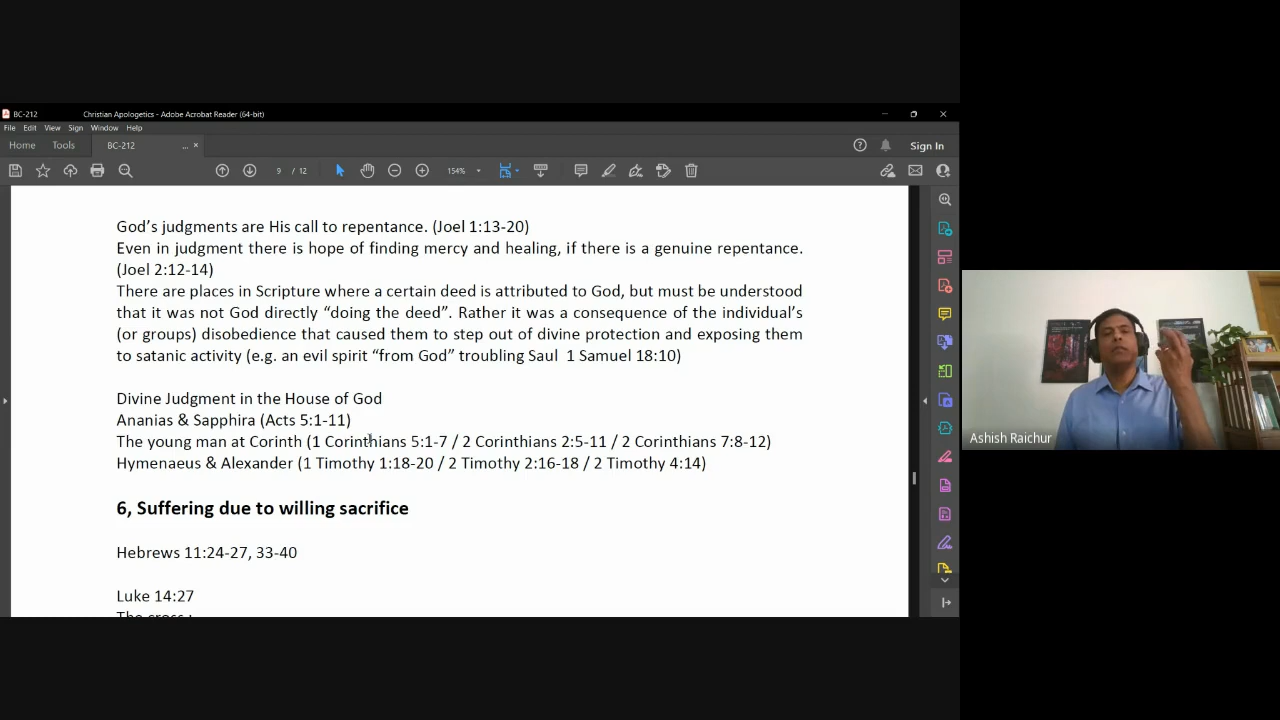 BC-212 Christian Apologetics - Adobe Acrobat Reader (64-bit)
File Edit View Sign Window Help
Home Tools BC-212 ... × Sign In
9 / 12 154%
God’s judgments are His call to repentance. (Joel 1:13-20)
Even in judgment there is hope of finding mercy and healing, if there is a genuine repentance.
(Joel 2:12-14)
There are places in Scripture where a certain deed is attributed to God, but must be understood
that it was not God directly “doing the deed”. Rather it was a consequence of the individual’s
(or groups) disobedience that caused them to step out of divine protection and exposing them
to satanic activity (e.g. an evil spirit “from God” troubling Saul 1 Samuel 18:10)
Divine Judgment in the House of God
Ananias & Sapphira (Acts 5:1-11)
The young man at Corinth (1 Corinthians 5:1-7 / 2 Corinthians 2:5-11 / 2 Corinthians 7:8-12)
Hymenaeus & Alexander (1 Timothy 1:18-20 / 2 Timothy 2:16-18 / 2 Timothy 4:14)
6, Suffering due to willing sacrifice
Hebrews 11:24-27, 33-40
Luke 14:27
The cross :
Ashish Raichur